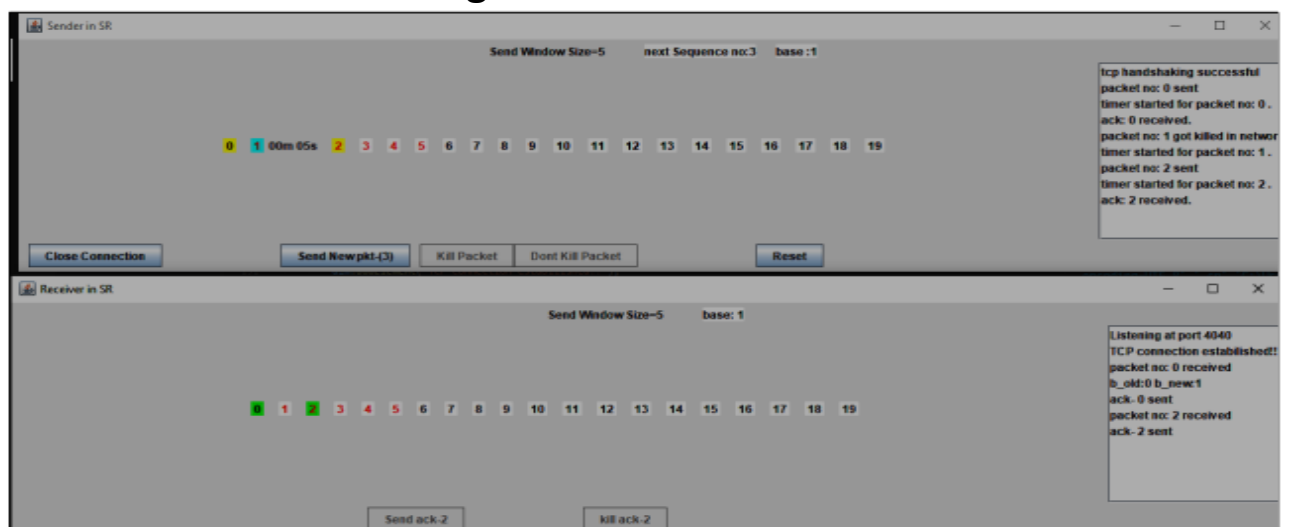 Sender in SR
Send Window Size=5 next Sequence no:3 base :1
tcp handshaking successful
packet no: 0 sent
timer started for packet no: 0 .
ack: 0 received.
packet no: 1 got killed in networ
timer started for packet no: 1 .
packet no: 2 sent
timer started for packet no: 2 .
ack: 2 received.
0 1 00m 05s 2 3 4 5 6 7 8 9 10 11 12 13 14 15 16 17 18 19
Close Connection Send New pkt-(3) Kill Packet Dont Kill Packet Reset
Receiver in SR
Send Window Size=5 base: 1
Listening at port 4040
TCP connection estabilished!!
packet no: 0 received
b_old:0 b_new:1
ack- 0 sent
packet no: 2 received
ack- 2 sent
0 1 2 3 4 5 6 7 8 9 10 11 12 13 14 15 16 17 18 19
Send ack-2 kill ack-2